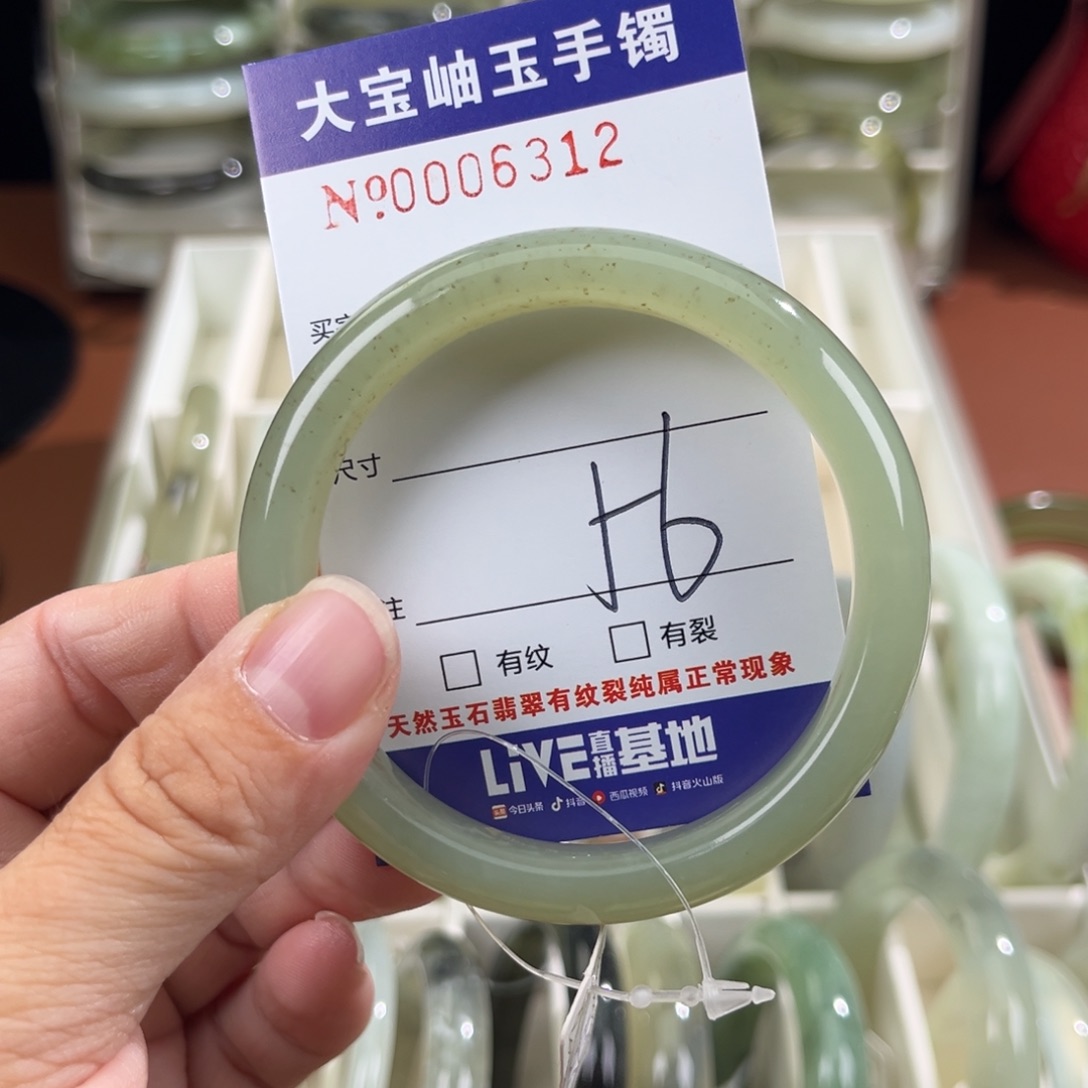 大宝岫玉手镯
№0006312
买
尺寸
56
注
有纹 有裂
天然玉石翡翠有纹裂纯属正常现象
LIVE直播基地
今日头条 抖音 西瓜视频 抖音火山版